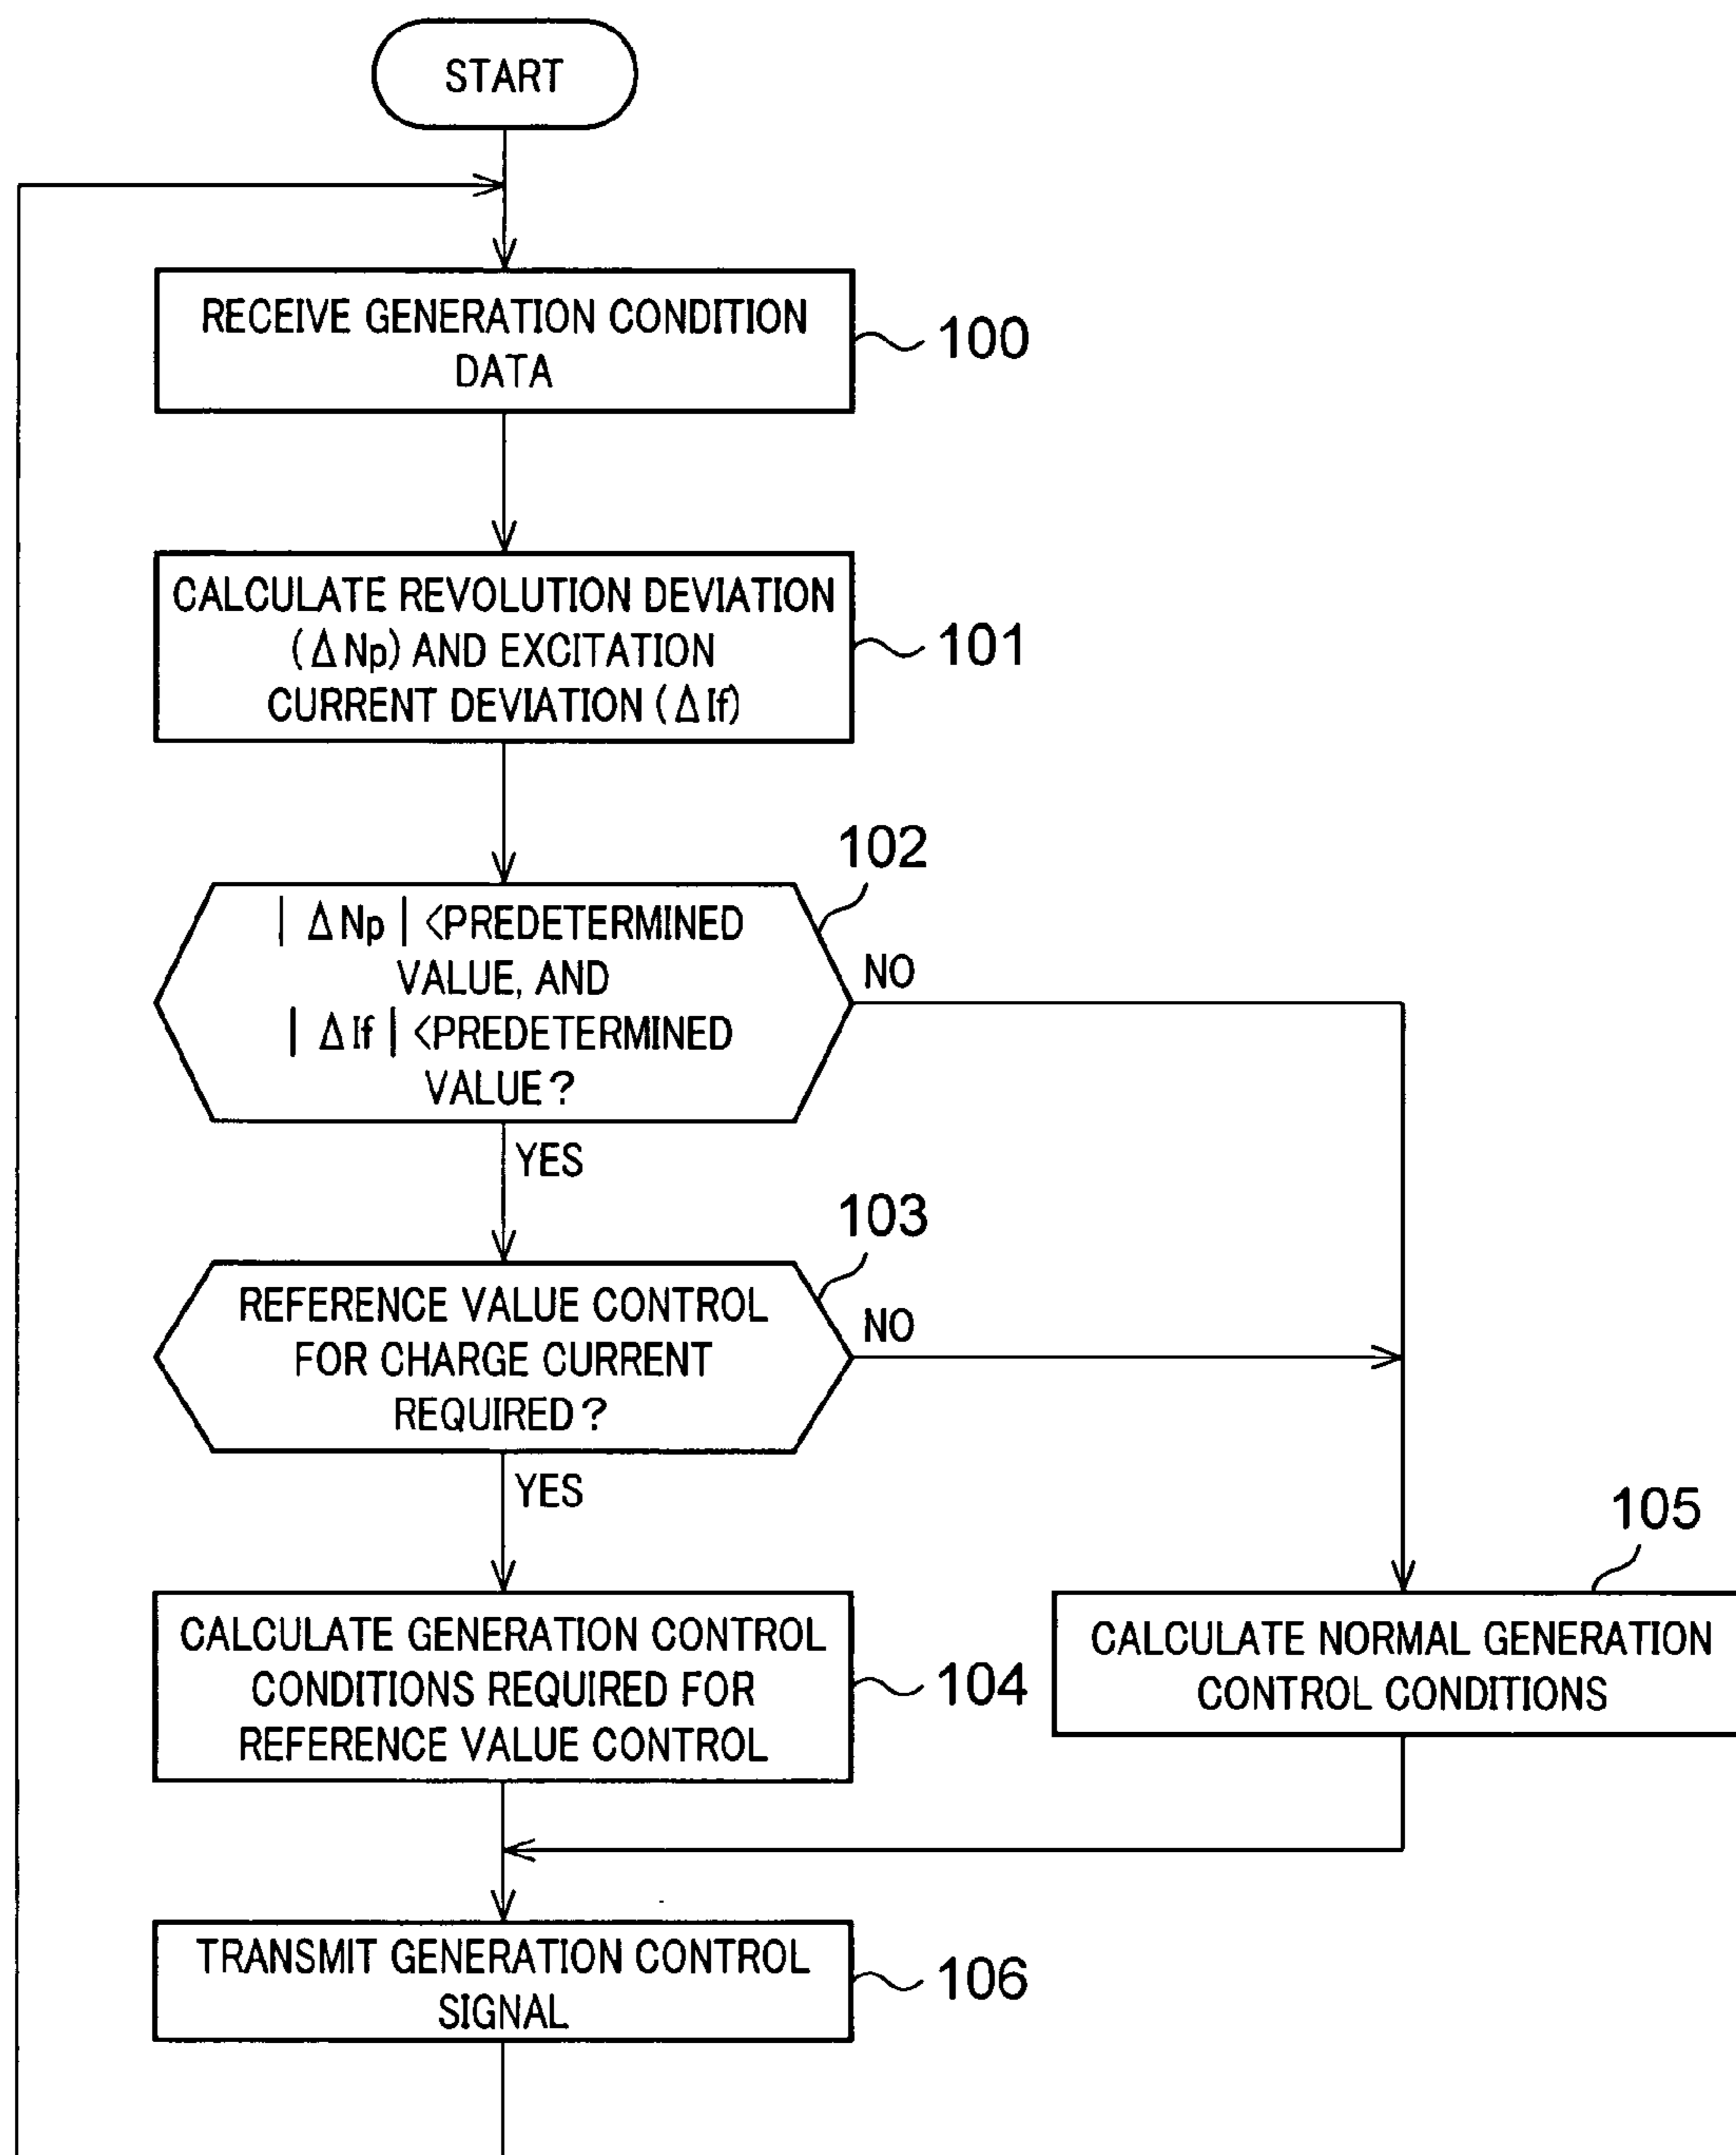 START
RECEIVE GENERATION CONDITION
DATA
100
CALCULATE REVOLUTION DEVIATION
(ΔNp) AND EXCITATION
CURRENT DEVIATION (ΔIf)
101
102
| ΔNp | <PREDETERMINED
VALUE, AND
| ΔIf | <PREDETERMINED
VALUE?
NO
YES
103
REFERENCE VALUE CONTROL
FOR CHARGE CURRENT
REQUIRED?
NO
YES
105
CALCULATE GENERATION CONTROL
CONDITIONS REQUIRED FOR
REFERENCE VALUE CONTROL
104
CALCULATE NORMAL GENERATION
CONTROL CONDITIONS
TRANSMIT GENERATION CONTROL
SIGNAL
106